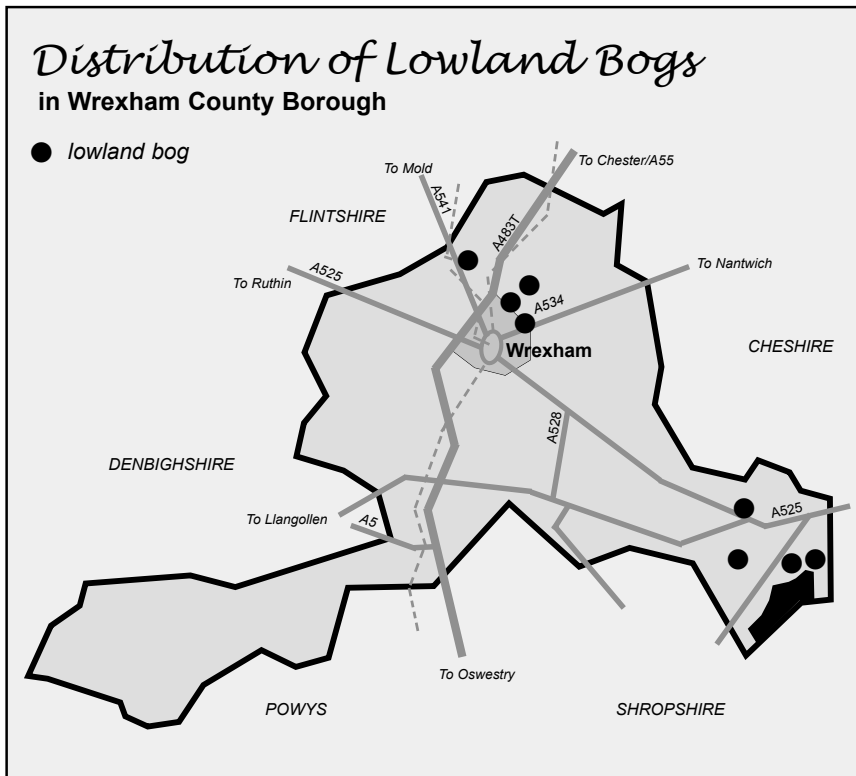 Distribution of Lowland Bogs
in Wrexham County Borough
lowland bog
To Mold
To Chester/A55
A541
FLINTSHIRE
A483T
A525
To Ruthin
To Nantwich
A534
Wrexham
CHESHIRE
A528
DENBIGHSHIRE
A525
To Llangollen
A5
To Oswestry
POWYS
SHROPSHIRE